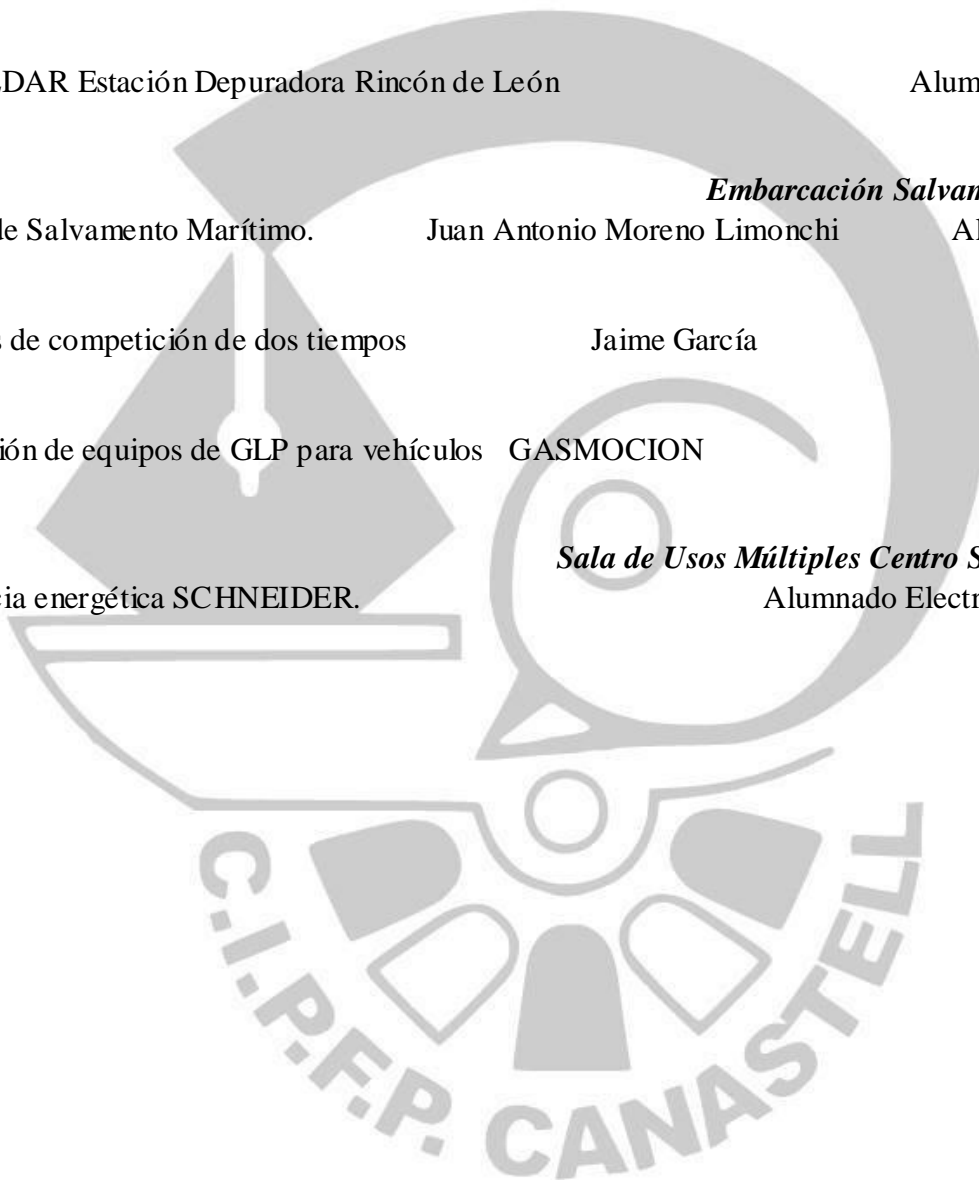 EDAR Estación Depuradora Rincón de León Alum
Embarcación Salvam
de Salvamento Marítimo. Juan Antonio Moreno Limonchi Al
s de competición de dos tiempos Jaime García
ión de equipos de GLP para vehículos GASMOCION
Sala de Usos Múltiples Centro S
cia energética SCHNEIDER. Alumnado Electr
C.I.P.F.P. CANASTELL